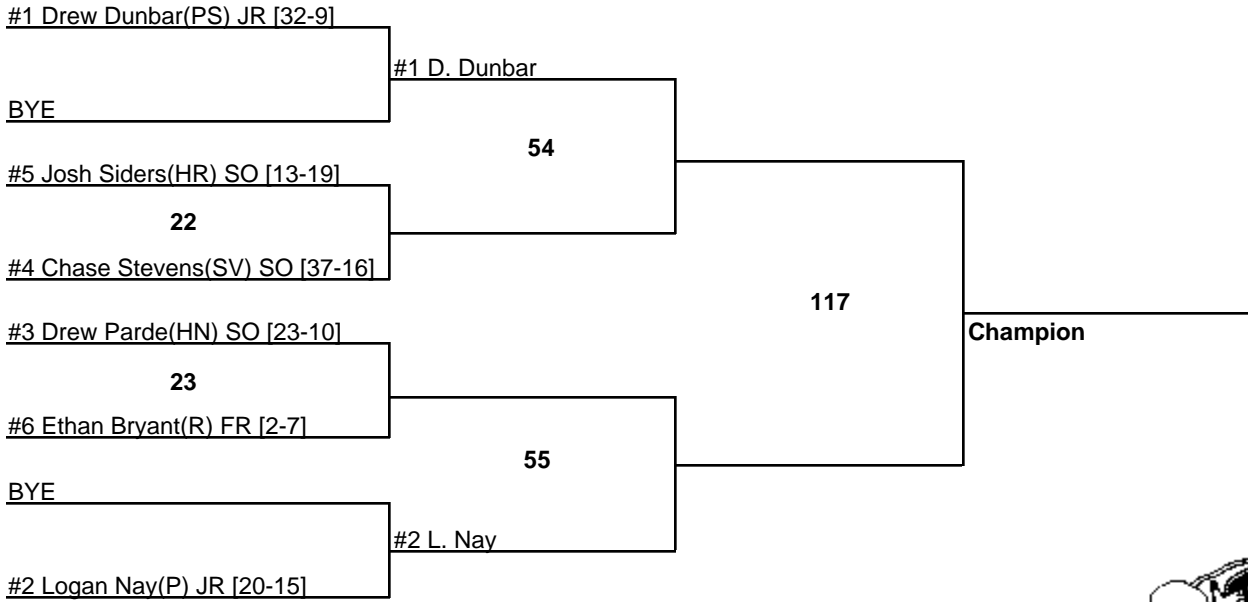 #1 Drew Dunbar(PS) JR [32-9]
#1 D. Dunbar
BYE
54
#5 Josh Siders(HR) SO [13-19]
22
#4 Chase Stevens(SV) SO [37-16]
117
#3 Drew Parde(HN) SO [23-10]
Champion
23
#6 Ethan Bryant(R) FR [2-7]
55
BYE
#2 L. Nay
#2 Logan Nay(P) JR [20-15]